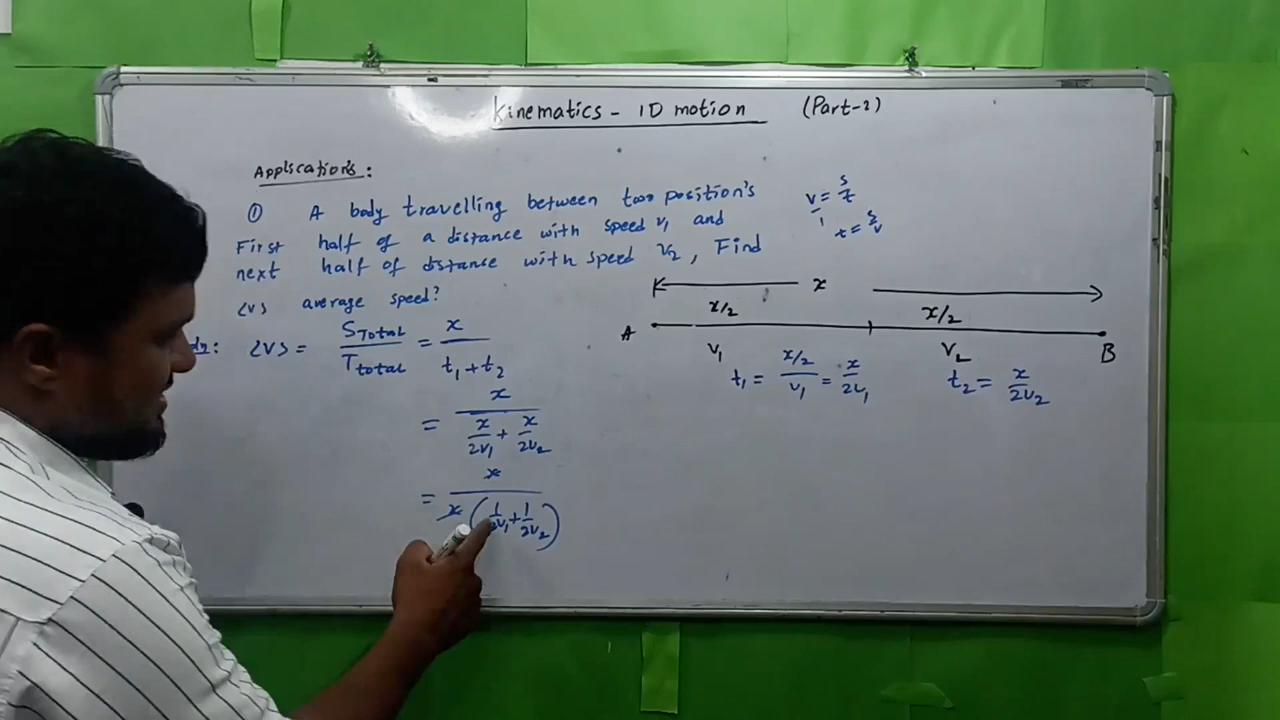 Kinematics - 1D motion (Part-2)
Applications:
① A body travelling between two position's
First half of a distance with speed v₁ and
next half of distance with speed v₂, Find
<v> average speed?
v = s/t
t = s/v
x
x/2 x/2
A B
v₁ v₂
t₁ = (x/2)/v₁ = x/2v₁ t₂ = x/2v₂
<v> = S_Total/T_total = x/(t₁ + t₂)
= x/(x/2v₁ + x/2v₂)
= x/x(1/2v₁ + 1/2v₂)